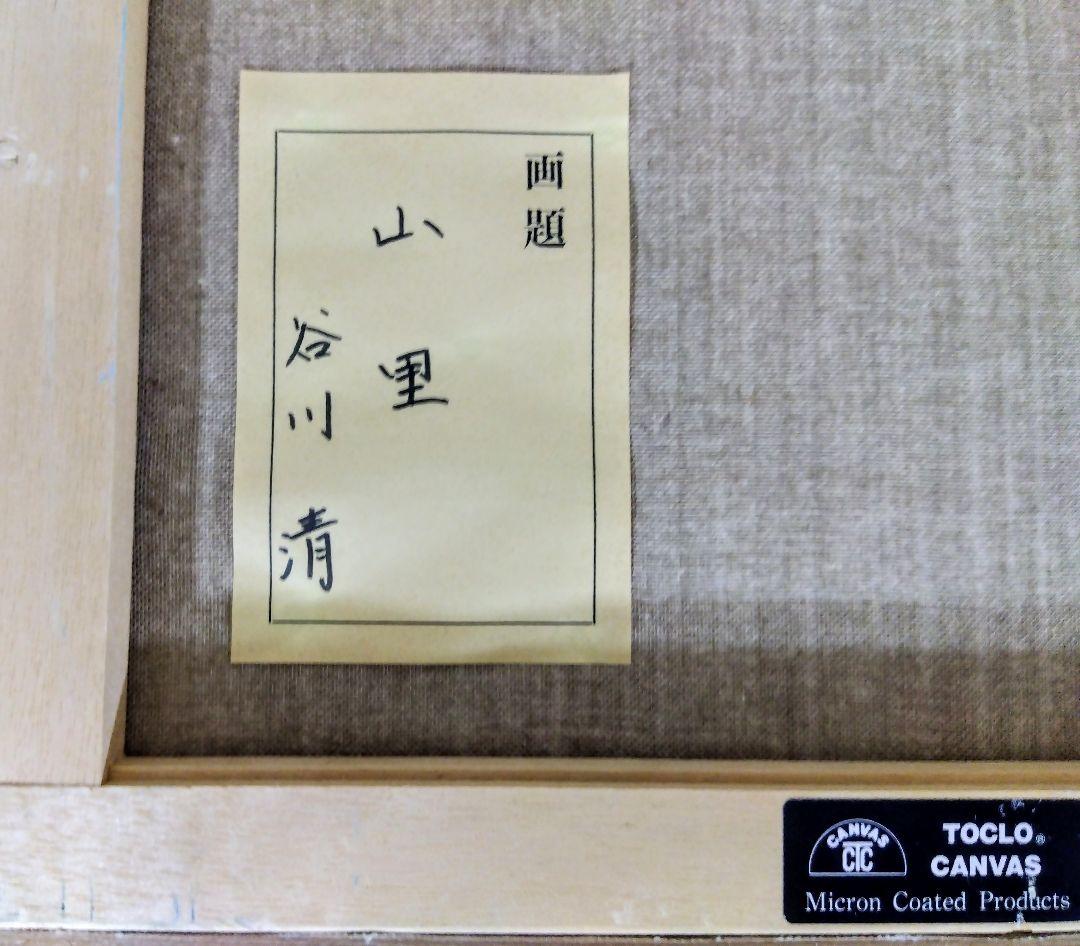 画題
山里
谷川 清
CANVAS
CTC
TOCLO®
CANVAS
Micron Coated Products